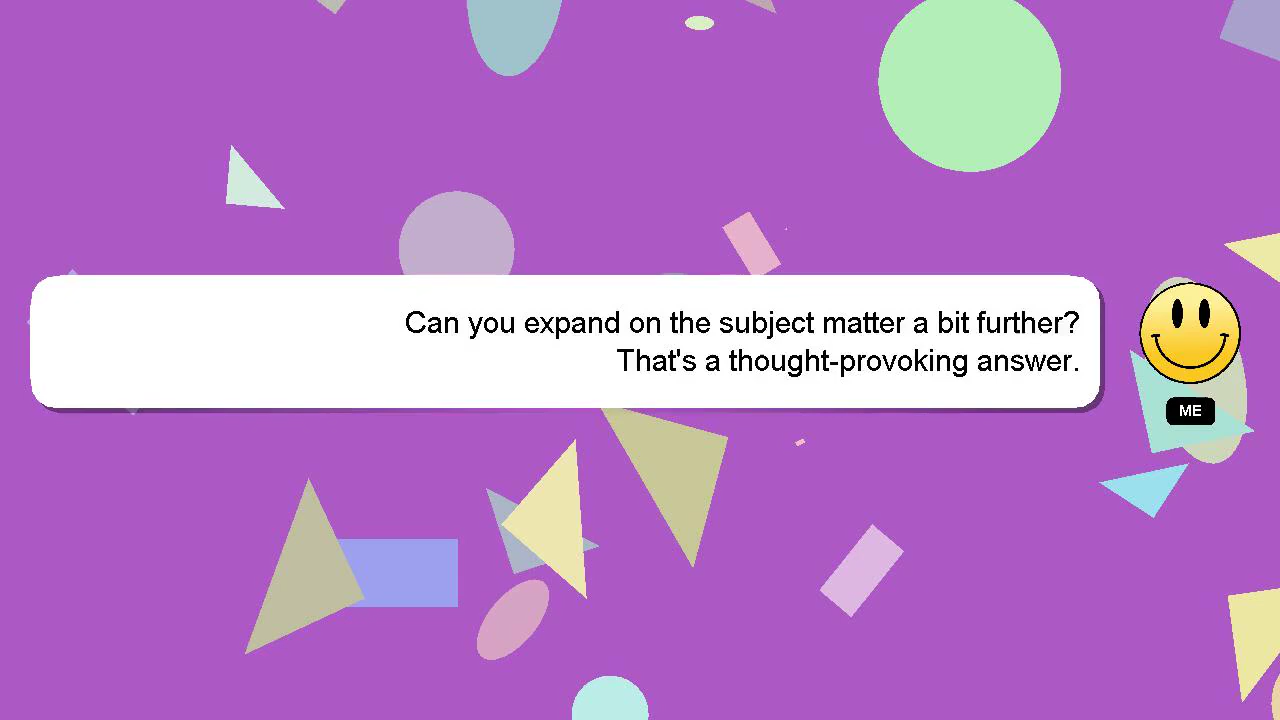 Can you expand on the subject matter a bit further?
That's a thought-provoking answer.
ME